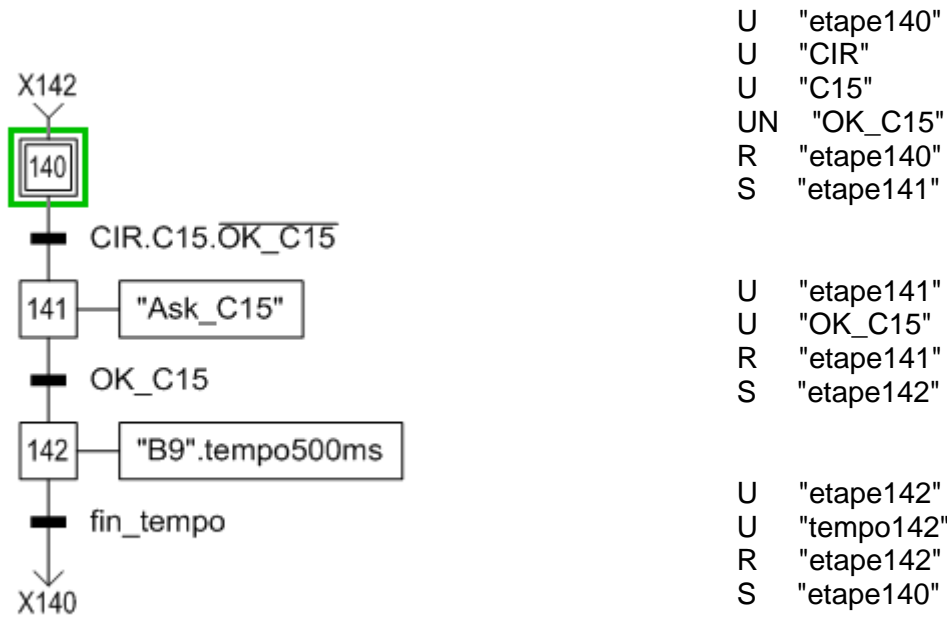 X142
140
CIR.C15.OK_C15
141 "Ask_C15"
OK_C15
142 "B9".tempo500ms
fin_tempo
X140
U "etape140"
U "CIR"
U "C15"
UN "OK_C15"
R "etape140"
S "etape141"
U "etape141"
U "OK_C15"
R "etape141"
S "etape142"
U "etape142"
U "tempo142"
R "etape142"
S "etape140"